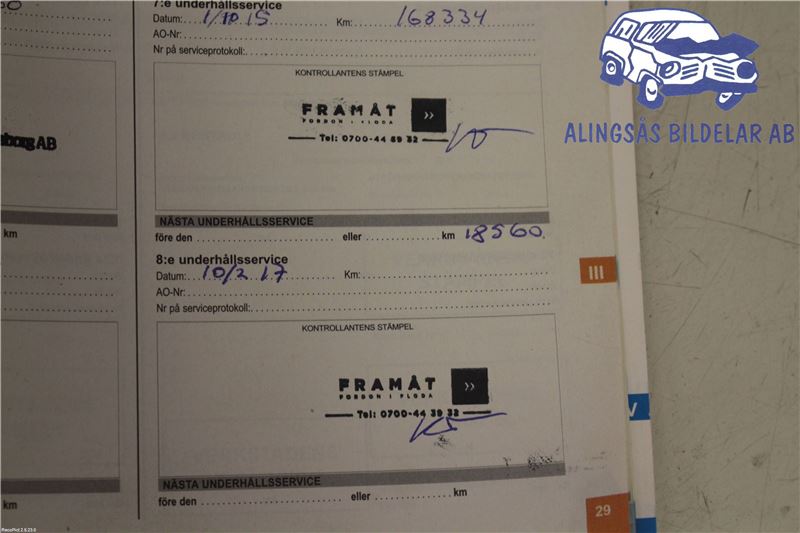 7:e underhållsservice
Datum: 1/10 15 Km: 168334
AO-Nr:
Nr på serviceprotokoll:
KONTROLLANTENS STÄMPEL
FRAMÅT »
FORDON I FLODA
Tel: 0700-44 39 32
NÄSTA UNDERHÅLLSSERVICE
före den eller km 18560
8:e underhållsservice
Datum: 10/2 17 Km:
AO-Nr:
Nr på serviceprotokoll:
KONTROLLANTENS STÄMPEL
FRAMÅT »
FORDON I FLODA
Tel: 0700-44 39 32
NÄSTA UNDERHÅLLSSERVICE
före den eller km
km
III
V
29
ALINGSÅS BILDELAR AB